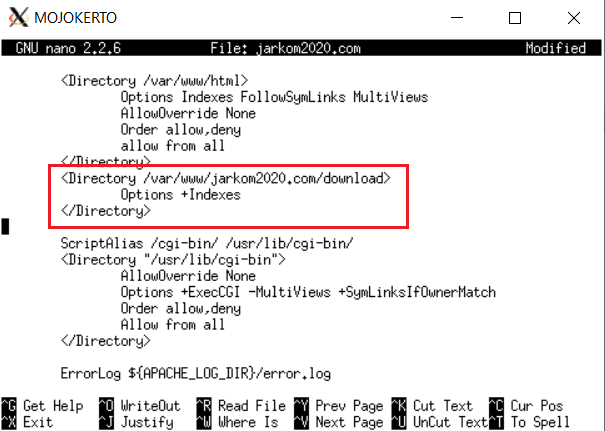 MOJOKERTO
GNU nano 2.2.6 File: jarkom2020.com Modified
<Directory /var/www/html>
Options Indexes FollowSymLinks MultiViews
AllowOverride None
Order allow,deny
allow from all
</Directory>
<Directory /var/www/jarkom2020.com/download>
Options +Indexes
</Directory>
ScriptAlias /cgi-bin/ /usr/lib/cgi-bin/
<Directory "/usr/lib/cgi-bin">
AllowOverride None
Options +ExecCGI -MultiViews +SymLinksIfOwnerMatch
Order allow,deny
Allow from all
</Directory>
ErrorLog ${APACHE_LOG_DIR}/error.log
^G Get Help ^O WriteOut ^R Read File ^Y Prev Page ^K Cut Text ^C Cur Pos
^X Exit ^J Justify ^W Where Is ^V Next Page ^U UnCut Text ^T To Spell